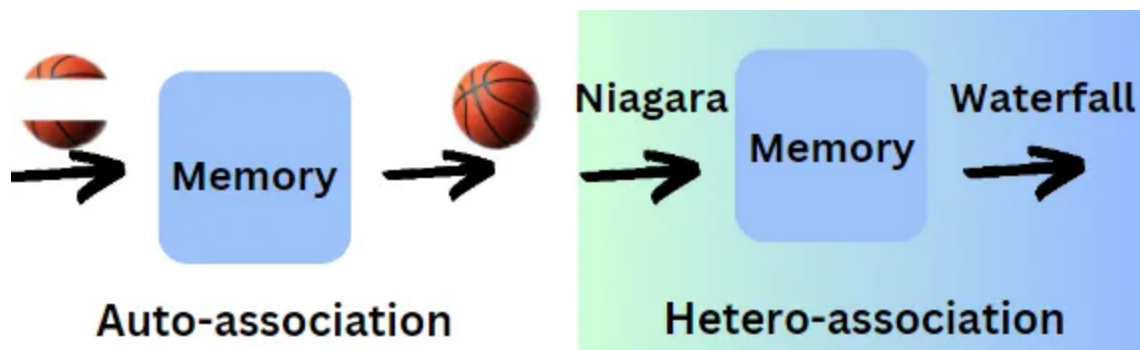 Memory
Auto-association
Niagara
Memory
Waterfall
Hetero-association